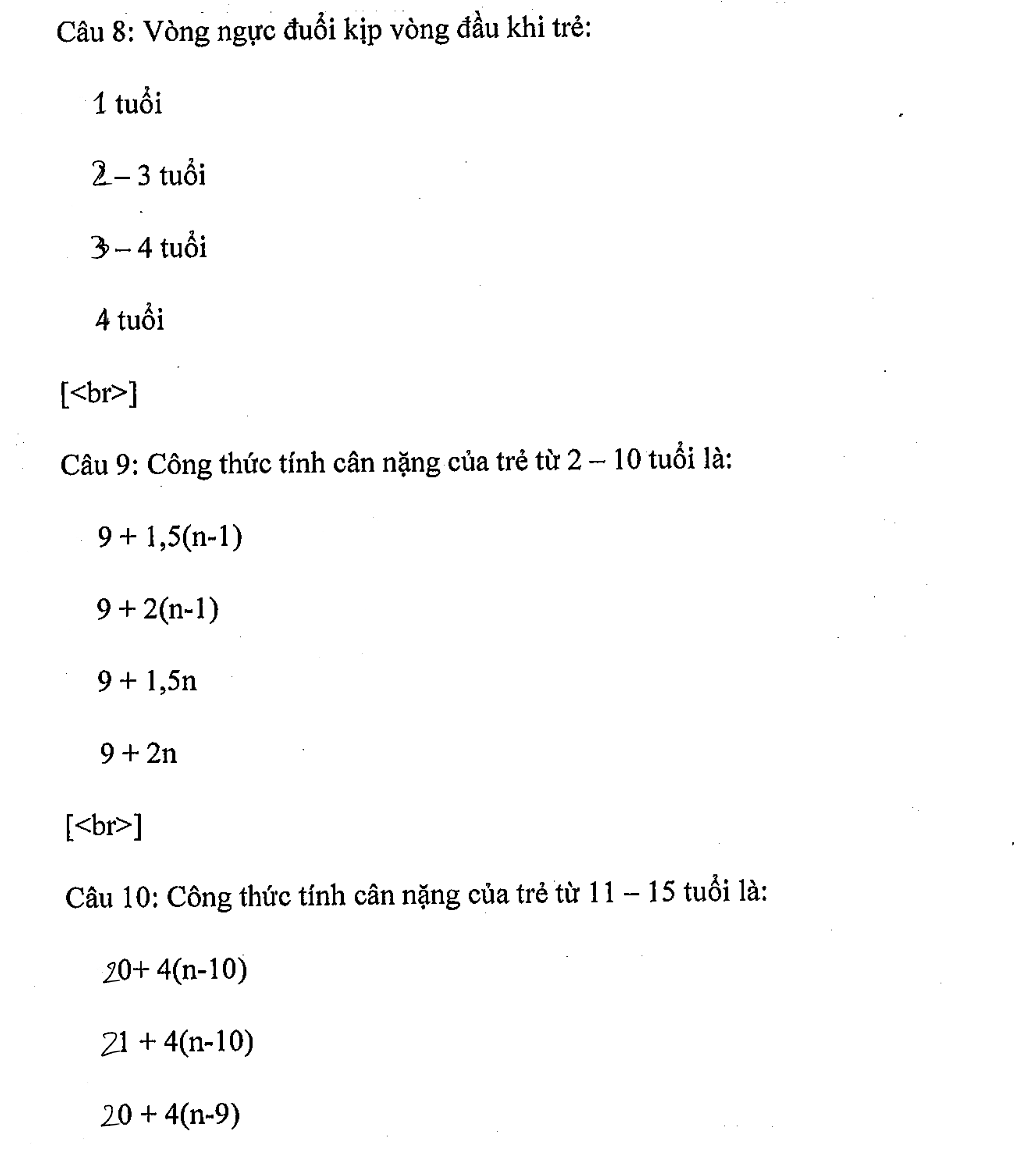 Câu 8: Vòng ngực đuổi kịp vòng đầu khi trẻ:
1 tuổi
2 – 3 tuổi
3 – 4 tuổi
4 tuổi
[<br>]
Câu 9: Công thức tính cân nặng của trẻ từ 2 – 10 tuổi là:
9 + 1,5(n-1)
9 + 2(n-1)
9 + 1,5n
9 + 2n
[<br>]
Câu 10: Công thức tính cân nặng của trẻ từ 11 – 15 tuổi là:
20+ 4(n-10)
21 + 4(n-10)
20 + 4(n-9)